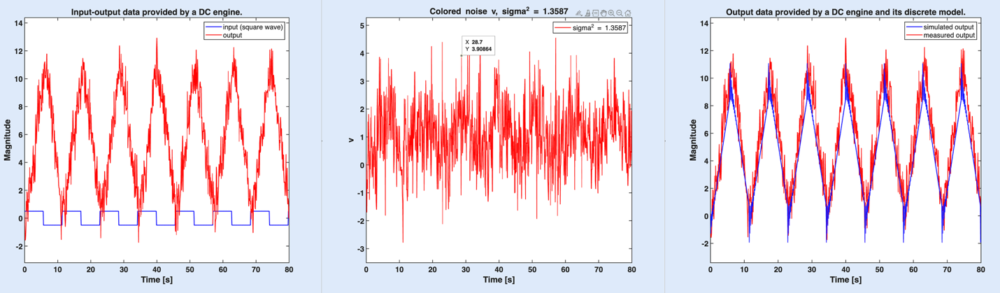 Input-output data provided by a DC engine.
input (square wave)
output
14
12
10
8
6
4
2
0
-2
Magnitude
0 10 20 30 40 50 60 70 80
Time [s]
Colored noise v, sigma² = 1.3587
sigma² = 1.3587
X 28.7
Y 3.90864
5
4
3
2
1
0
-1
-2
-3
v
0 10 20 30 40 50 60 70 80
Time [s]
Output data provided by a DC engine and its discrete model.
simulated output
measured output
14
12
10
8
6
4
2
0
-2
Magnitude
0 10 20 30 40 50 60 70 80
Time [s]